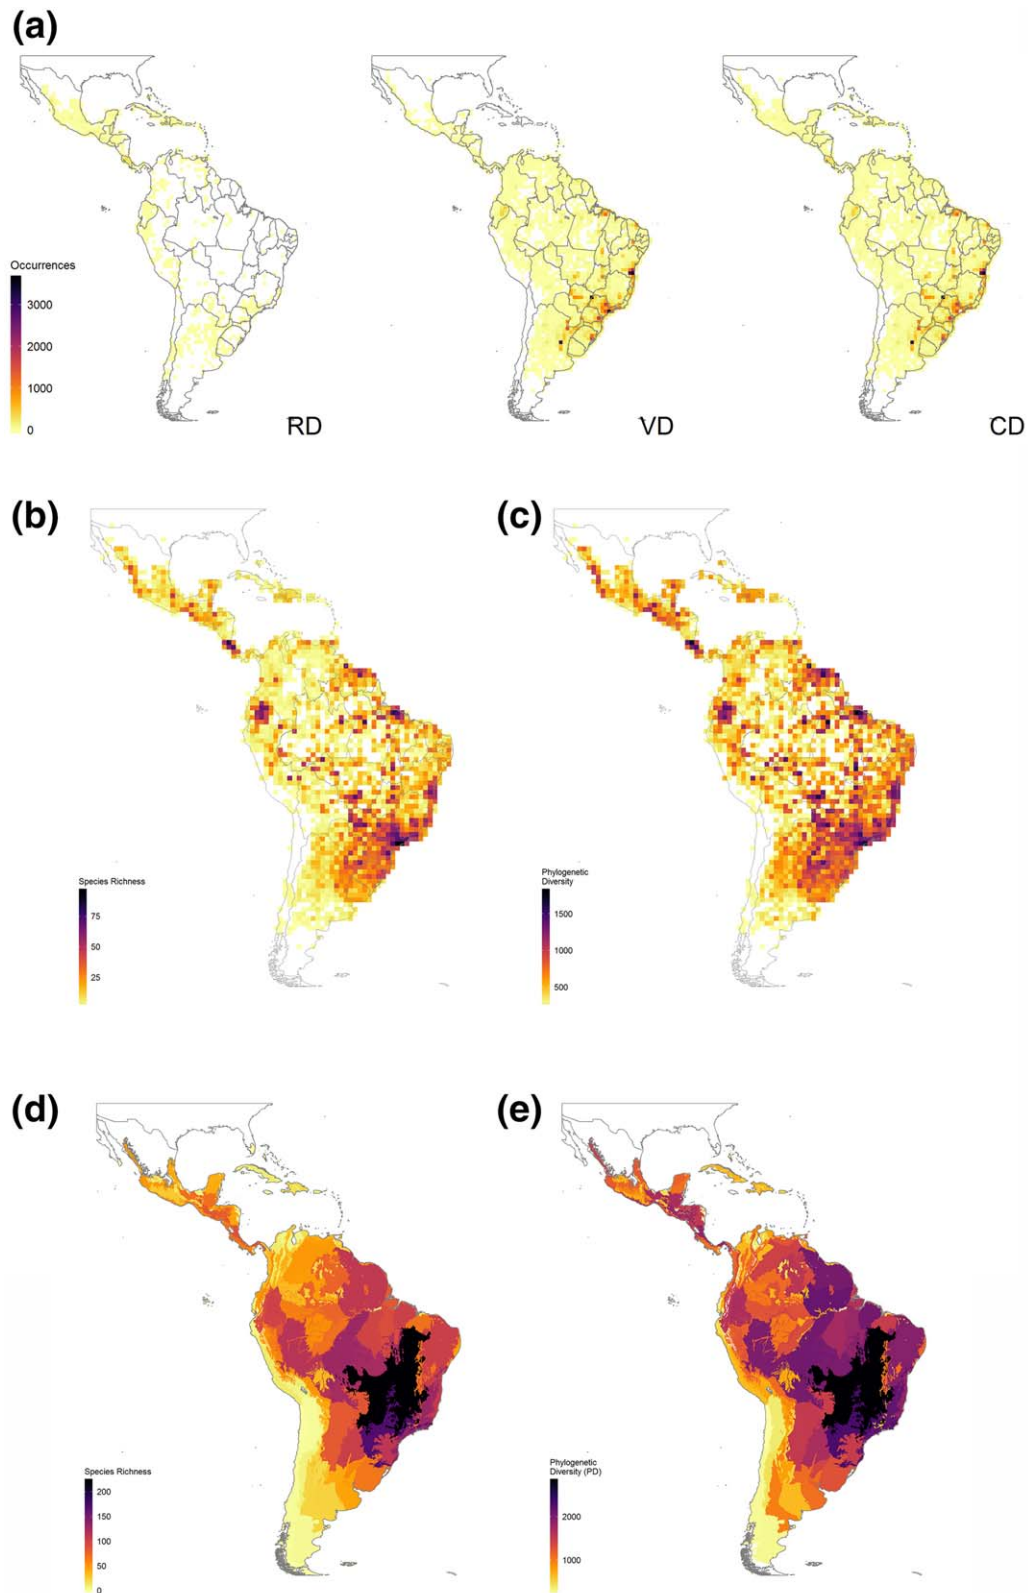 (a)
Occurrences
3000
2000
1000
0
RD
VD
CD
(b)
Species Richness
75
50
25
(c)
Phylogenetic
Diversity
1500
1000
500
(d)
Species Richness
200
150
100
50
0
(e)
Phylogenetic
Diversity (PD)
2000
1000